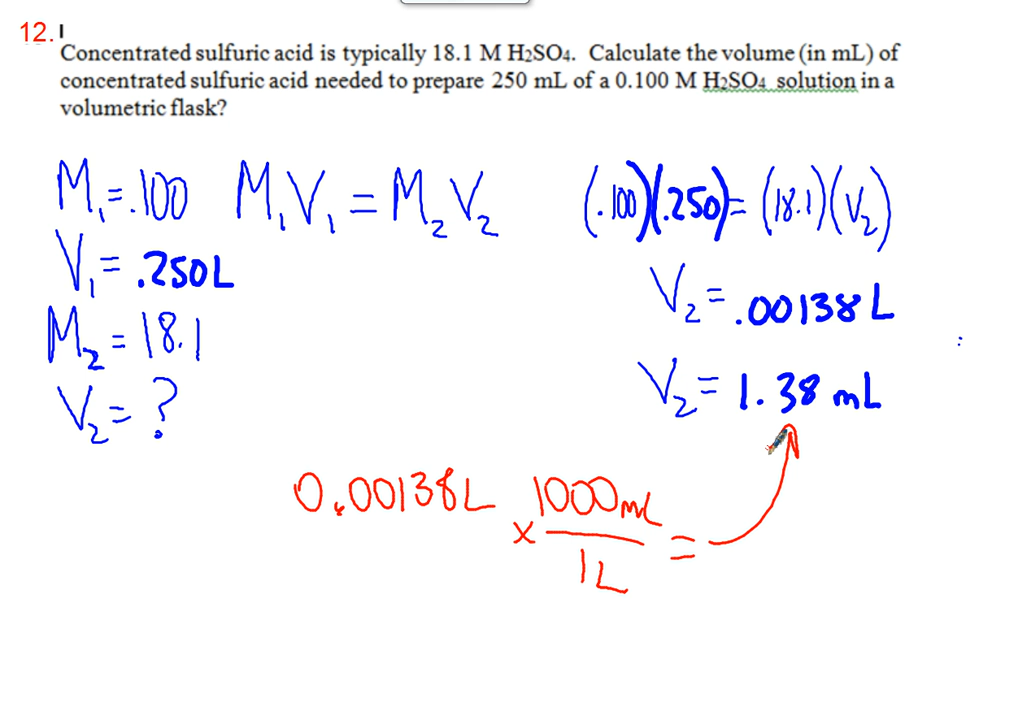 12.
Concentrated sulfuric acid is typically 18.1 M H2SO4. Calculate the volume (in mL) of
concentrated sulfuric acid needed to prepare 250 mL of a 0.100 M H2SO4 solution in a
volumetric flask?
M₁=.100 M₁V₁ = M₂V₂ (.100)(.250)= (18.1)(V₂)
V₁= .250L
V₂=.00138L
M₂=18.1
V₂= 1.38 mL
V₂= ?
0.00138L x 1000mL =
1L